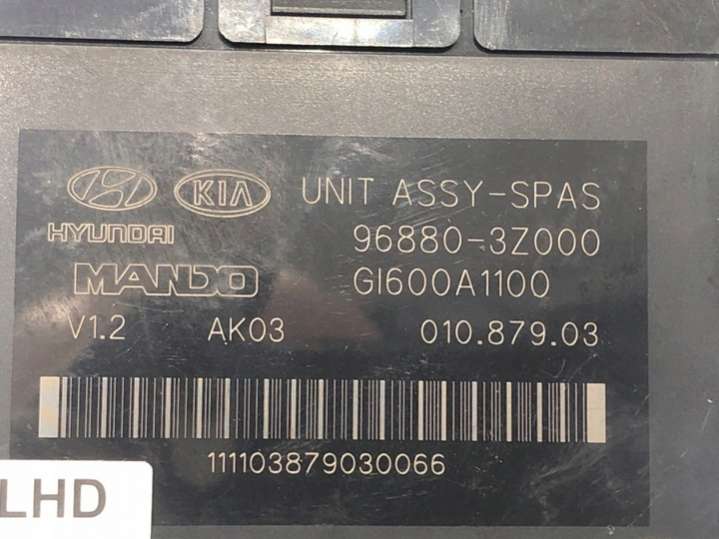 KIA UNIT ASSY-SPAS
HYUNDAI 96880-3Z000
MANDO GI600A1100
V1.2 AK03 010.879.03
111103879030066
LHD